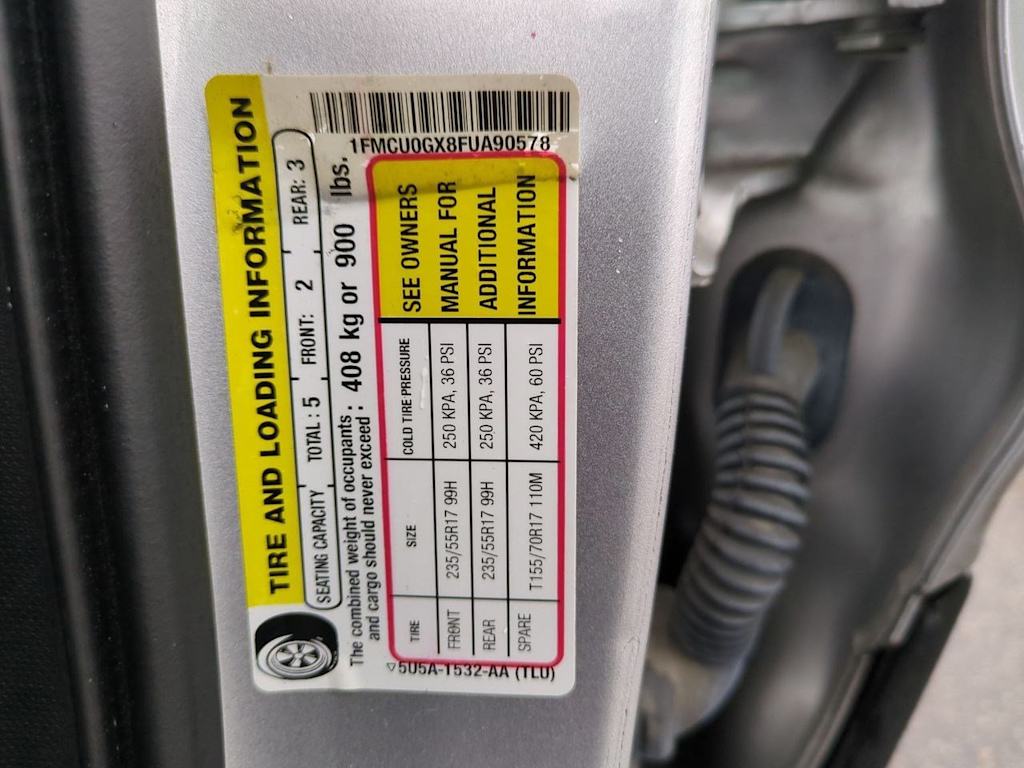 TIRE AND LOADING INFORMATION
SEATING CAPACITY TOTAL : 5 FRONT: 2 REAR: 3
The combined weight of occupants
and cargo should never exceed : 408 kg or 900 lbs.
TIRE SIZE COLD TIRE PRESSURE
FRONT 235/55R17 99H 250 KPA, 36 PSI
REAR 235/55R17 99H 250 KPA, 36 PSI
SPARE T155/70R17 110M 420 KPA, 60 PSI
SEE OWNERS
MANUAL FOR
ADDITIONAL
INFORMATION
5U5A-1532-AA (TLU)
1FMCU0GX8FUA90578